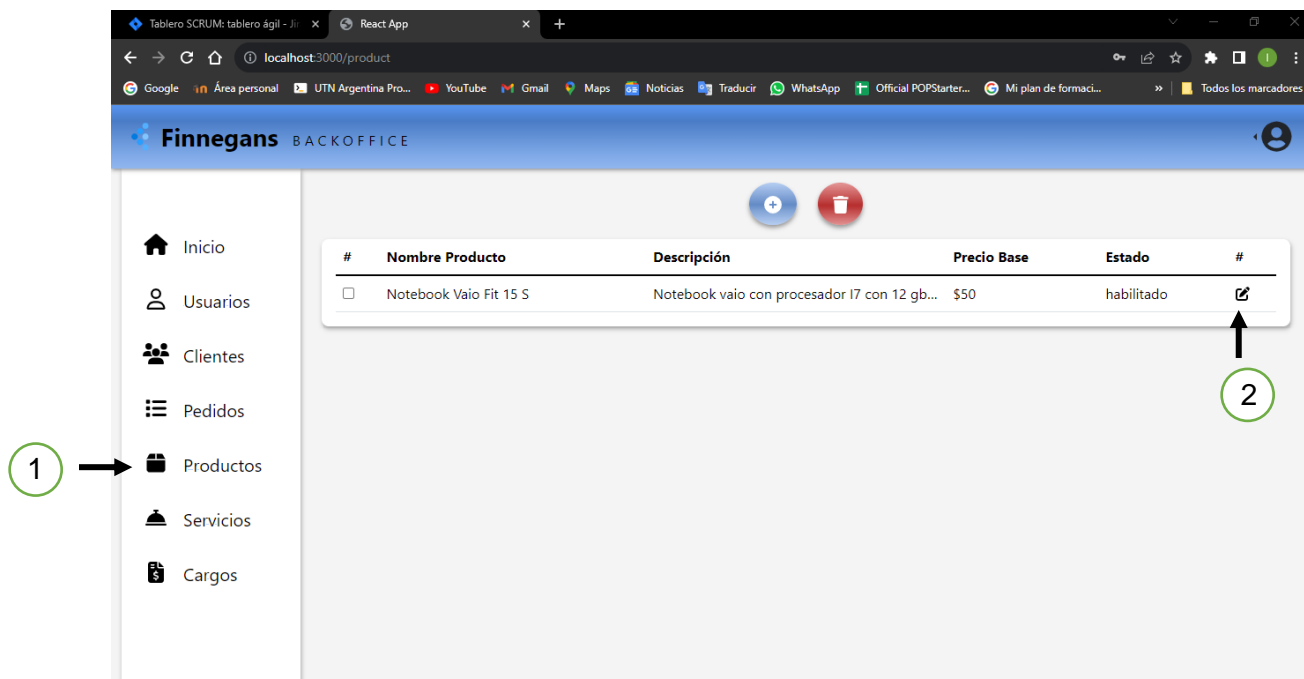 Tablero SCRUM: tablero ágil - Jir
React App
localhost:3000/product
Google
Área personal
UTN Argentina Pro...
YouTube
Gmail
Maps
Noticias
Traducir
WhatsApp
Official POPStarter...
Mi plan de formaci...
»
Todos los marcadores
Finnegans BACKOFFICE
Inicio
Usuarios
Clientes
Pedidos
Productos
Servicios
Cargos
# Nombre Producto Descripción Precio Base Estado #
Notebook Vaio Fit 15 S Notebook vaio con procesador I7 con 12 gb... $50 habilitado
1
2